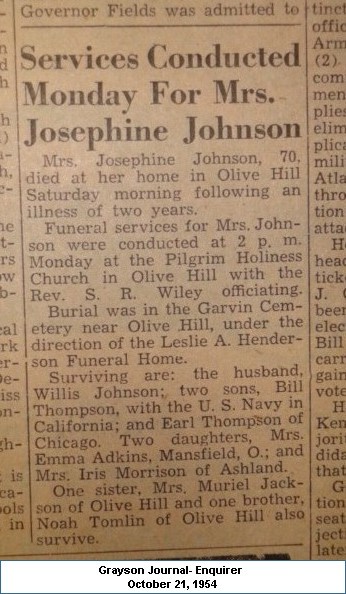 Governor Fields was admitted to
Services Conducted
Monday For Mrs.
Josephine Johnson
Mrs. Josephine Johnson, 70,
died at her home in Olive Hill
Saturday morning following an
illness of two years.
Funeral services for Mrs. John-
son were conducted at 2 p. m.
Monday at the Pilgrim Holiness
Church in Olive Hill with the
Rev. S. R. Wiley officiating.
Burial was in the Garvin Cem-
etery near Olive Hill, under the
direction of the Leslie A. Hender-
son Funeral Home.
Surviving are: the husband,
Willis Johnson; two sons, Bill
Thompson, with the U. S. Navy in
California; and Earl Thompson of
Chicago. Two daughters, Mrs.
Emma Adkins, Mansfield, O.; and
Mrs. Iris Morrison of Ashland.
One sister, Mrs. Muriel Jack-
son of Olive Hill and one brother,
Noah Tomlin of Olive Hill also
survive.
Grayson Journal- Enquirer
October 21, 1954